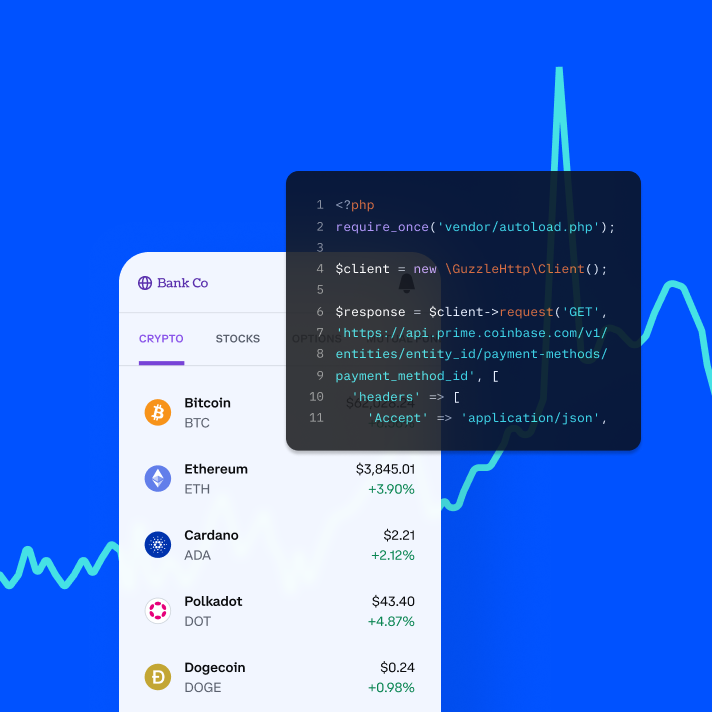 1 <?php
2 require_once('vendor/autoload.php');
3
4 $client = new \GuzzleHttp\Client();
5
6 $response = $client->request('GET',
7 'https://api.prime.coinbase.com/v1/
8 entities/entity_id/payment-methods/
9 payment_method_id', [
10 'headers' => [
11 'Accept' => 'application/json',
Bank Co
CRYPTO STOCKS OPTIONS
Bitcoin
BTC
Ethereum $3,845.01
ETH +3.90%
Cardano $2.21
ADA +2.12%
Polkadot $43.40
DOT +4.87%
Dogecoin $0.24
DOGE +0.98%